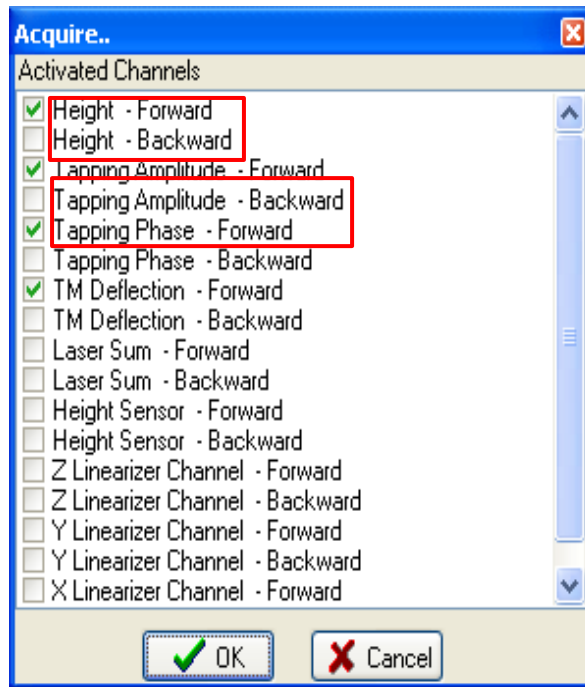 Acquire..
Activated Channels
Height - Forward
Height - Backward
Tapping Amplitude - Forward
Tapping Amplitude - Backward
Tapping Phase - Forward
Tapping Phase - Backward
TM Deflection - Forward
TM Deflection - Backward
Laser Sum - Forward
Laser Sum - Backward
Height Sensor - Forward
Height Sensor - Backward
Z Linearizer Channel - Forward
Z Linearizer Channel - Backward
Y Linearizer Channel - Forward
Y Linearizer Channel - Backward
X Linearizer Channel - Forward
OK Cancel